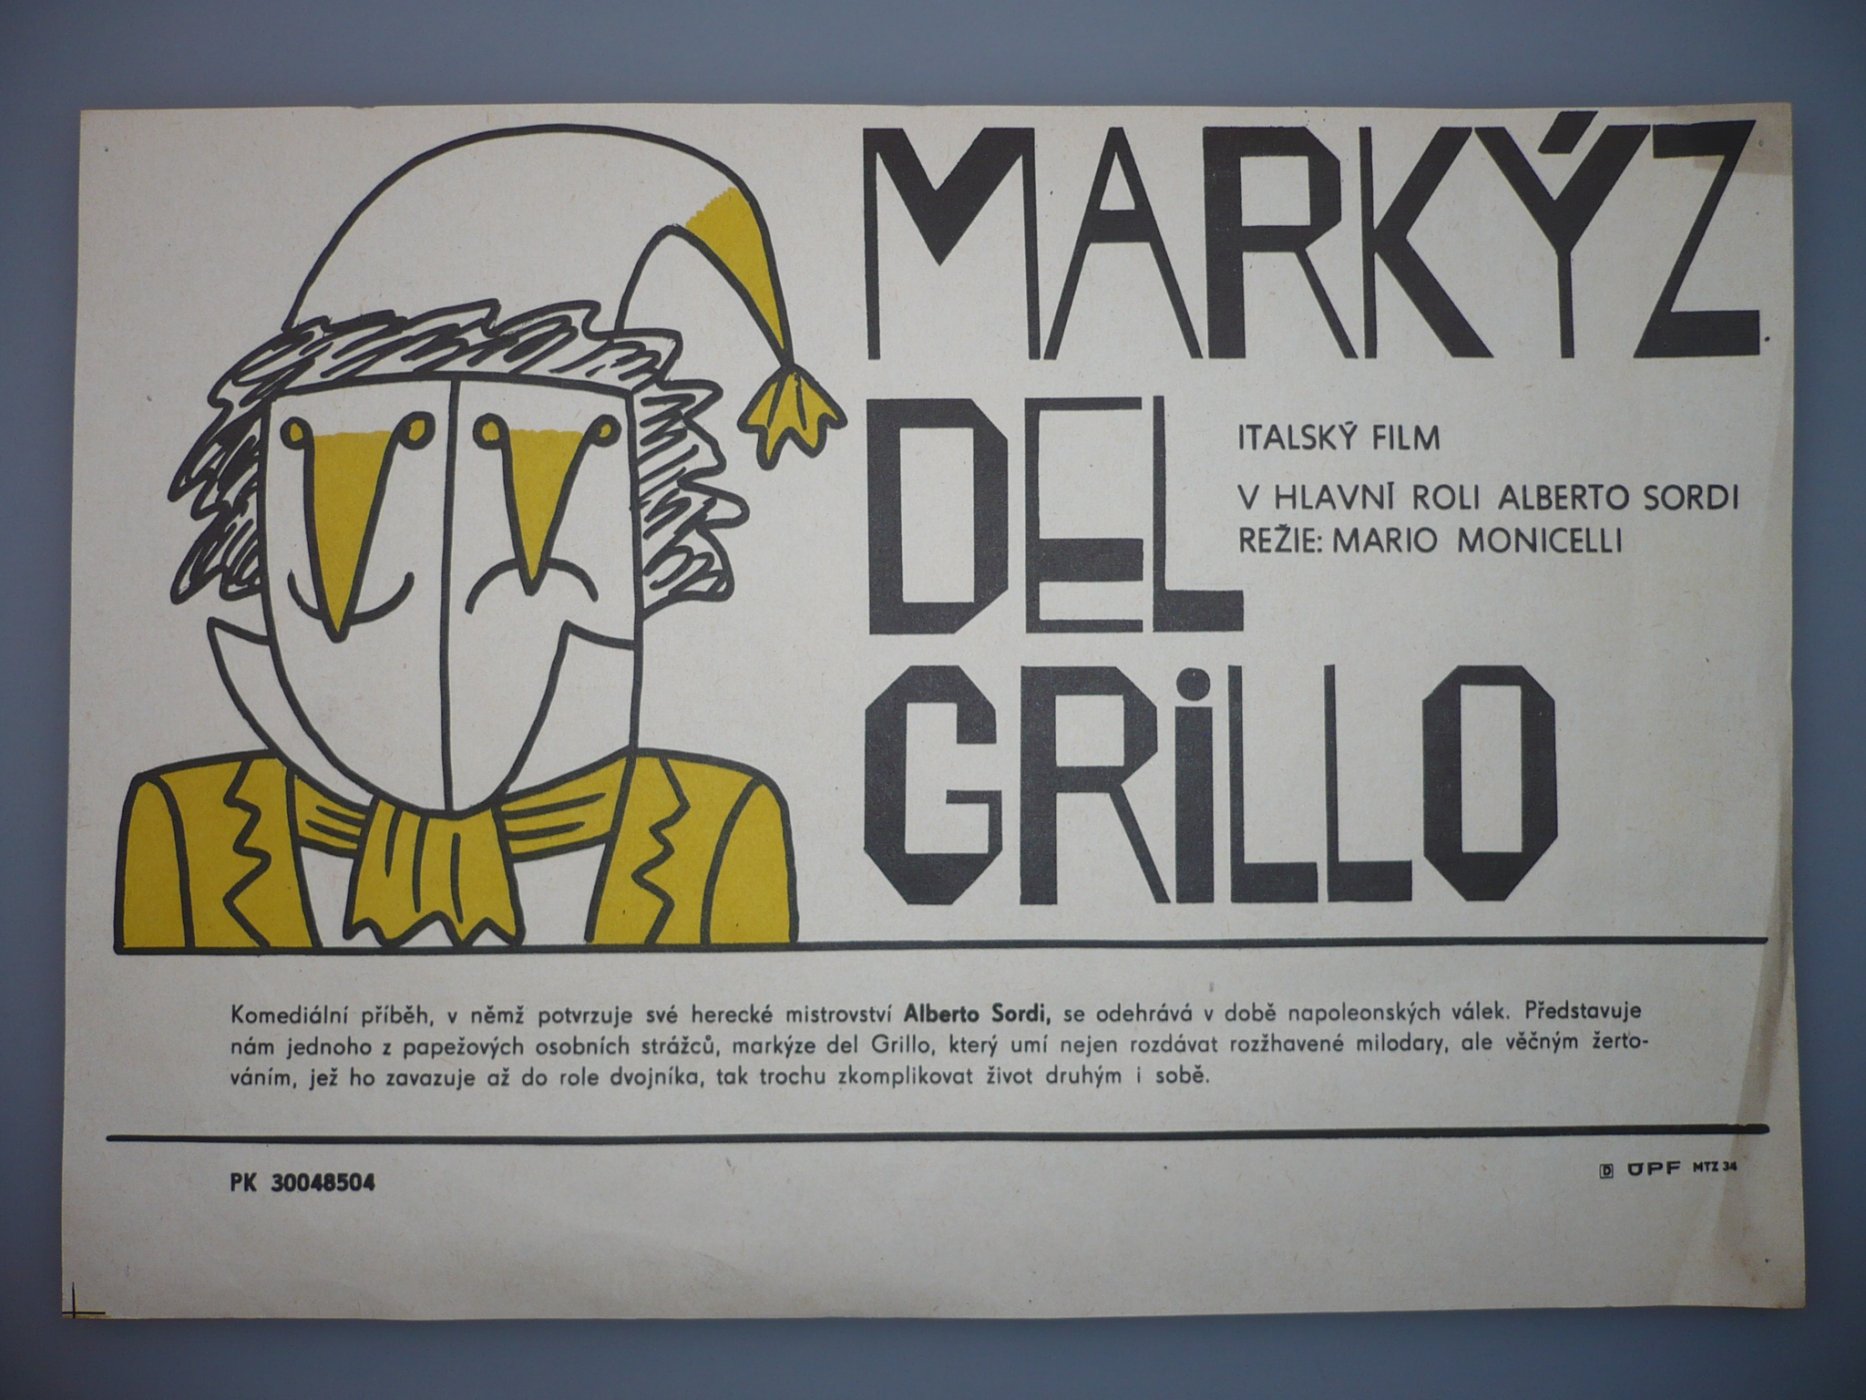 MARKÝZ
DEL
GRiLLO
ITALSKÝ FILM
V HLAVNÍ ROLI ALBERTO SORDI
REŽIE: MARIO MONICELLI
Komediální příběh, v němž potvrzuje své herecké mistrovství Alberto Sordi, se odehrává v době napoleonských válek. Představuje
nám jednoho z papežových osobních strážců, markýze del Grillo, který umí nejen rozdávat rozžhavené milodary, ale věčným žerto-
váním, jež ho zavazuje až do role dvojníka, tak trochu zkomplikovat život druhým i sobě.
PK 30048504
D ÚPF MTZ 34